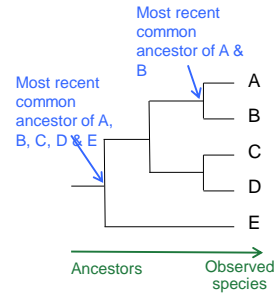 Most recent
common
ancestor of A &
B
Most recent
common
ancestor of A,
B, C, D & E
A
B
C
D
E
Ancestors
Observed
species